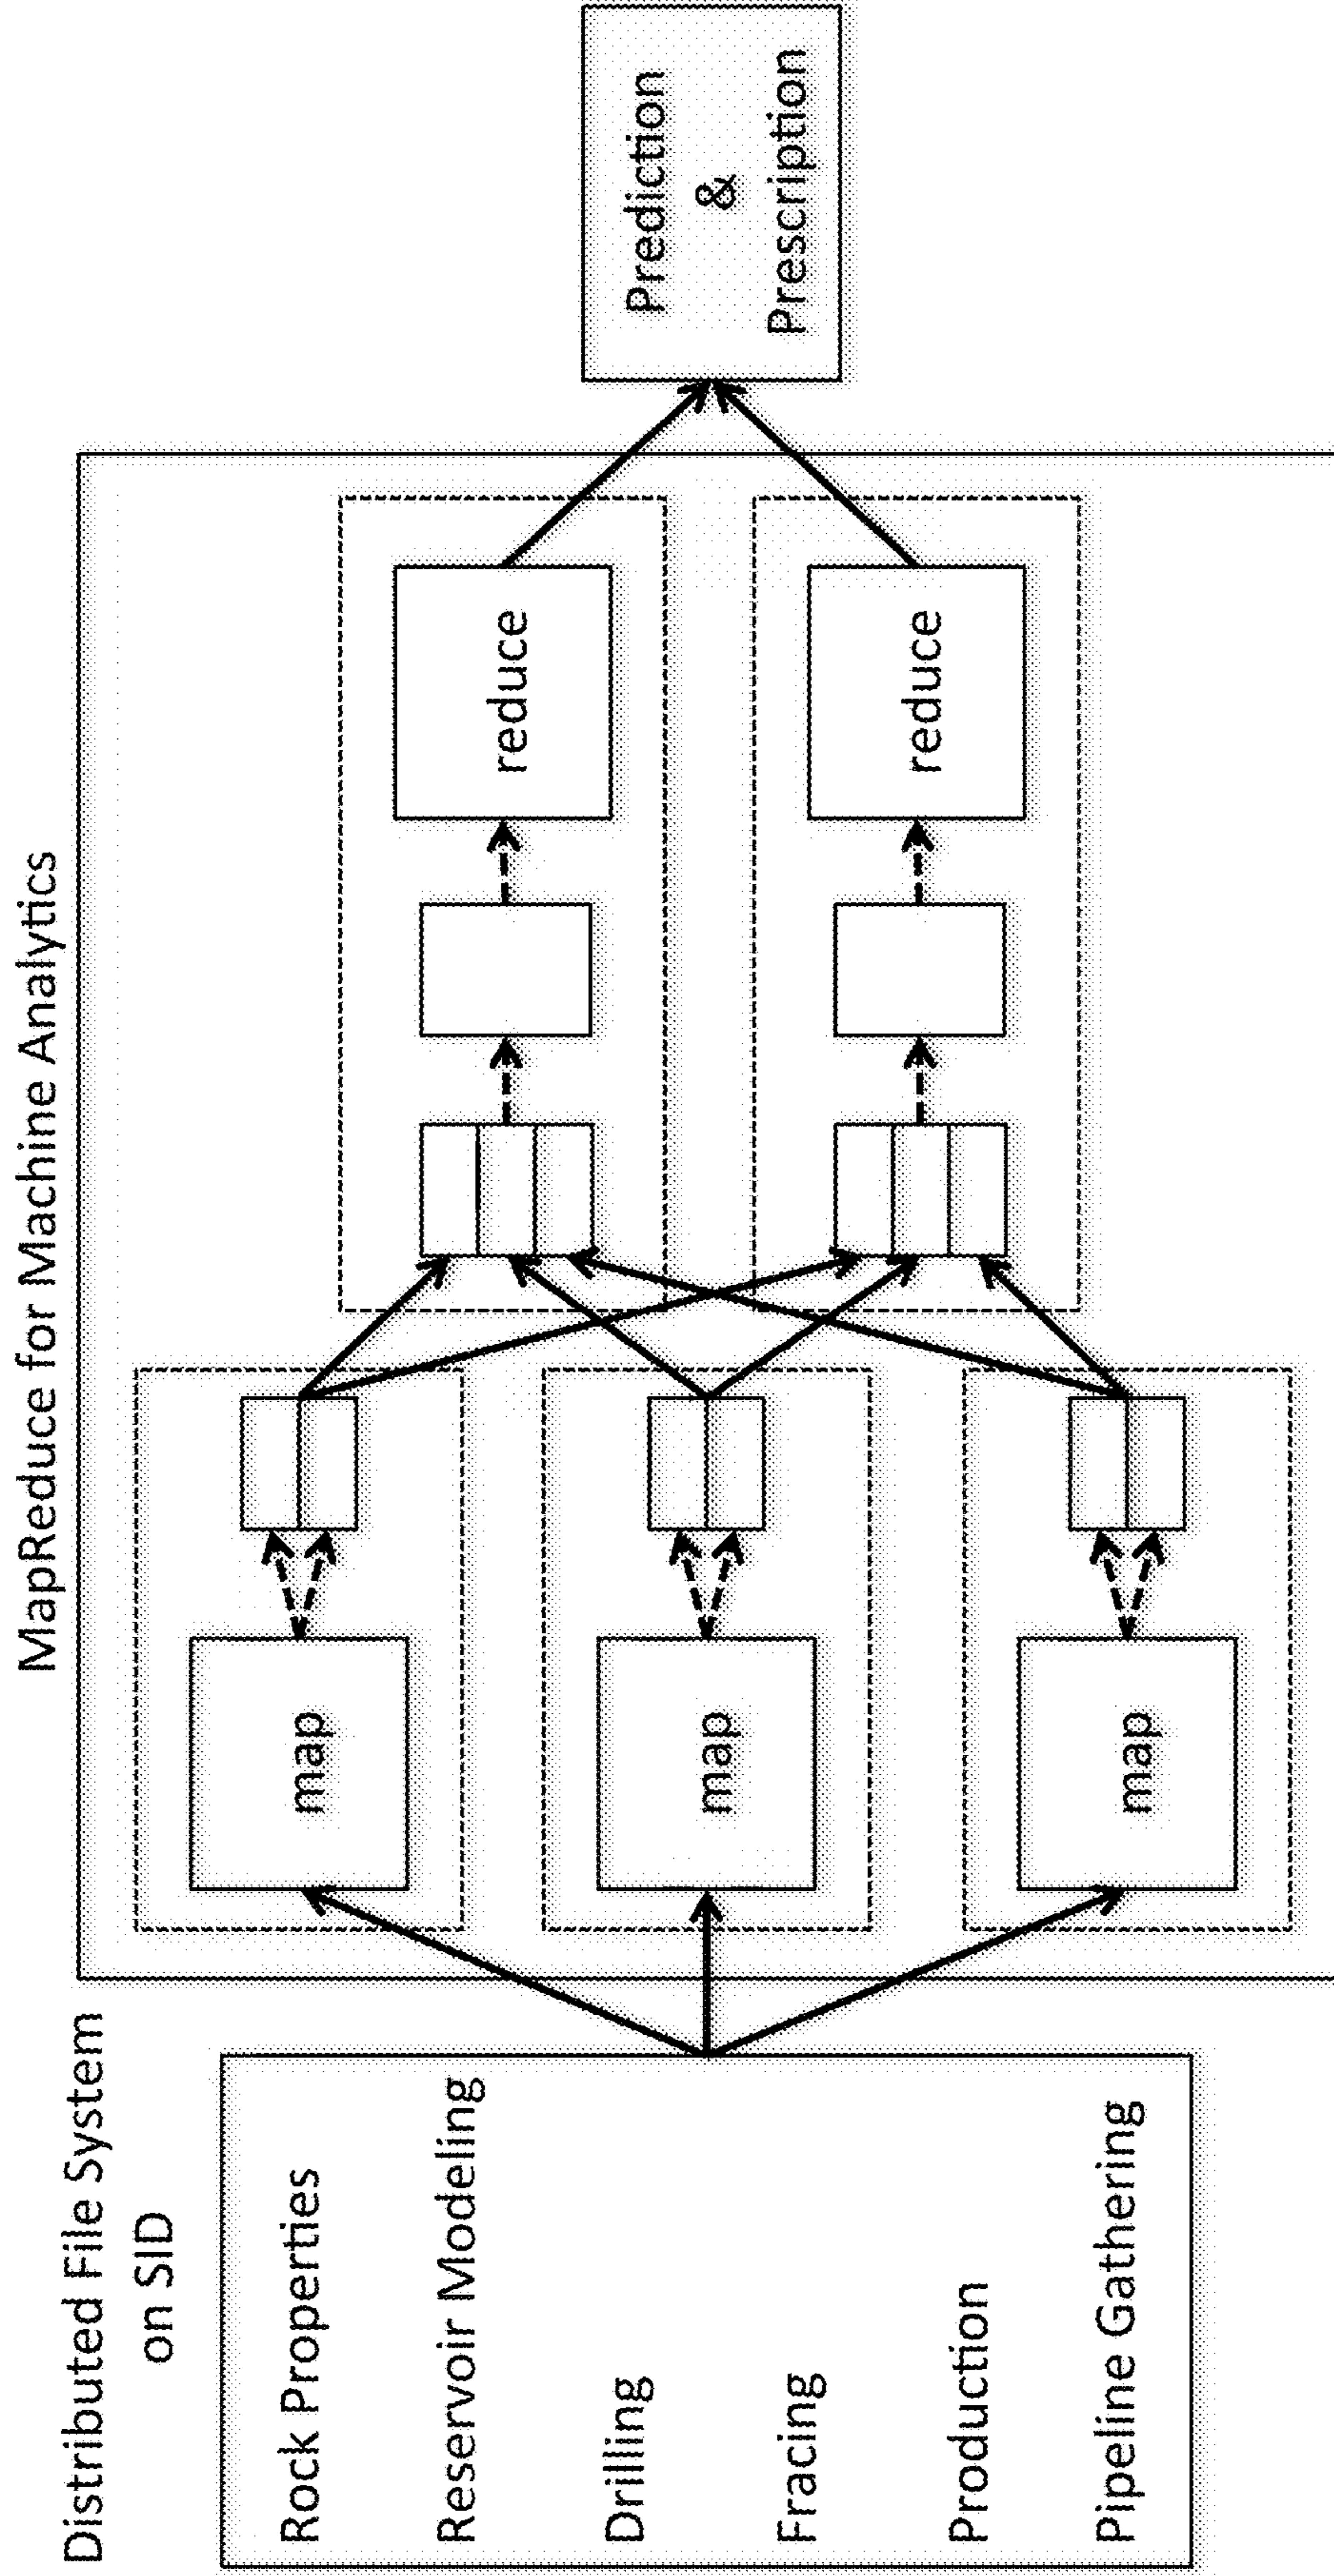 MapReduce for Machine Analytics
Distributed File System
on SID
Rock Properties
Reservoir Modeling
Drilling
Fracing
Production
Pipeline Gathering
map
map
map
reduce
reduce
Prediction
&
Prescription